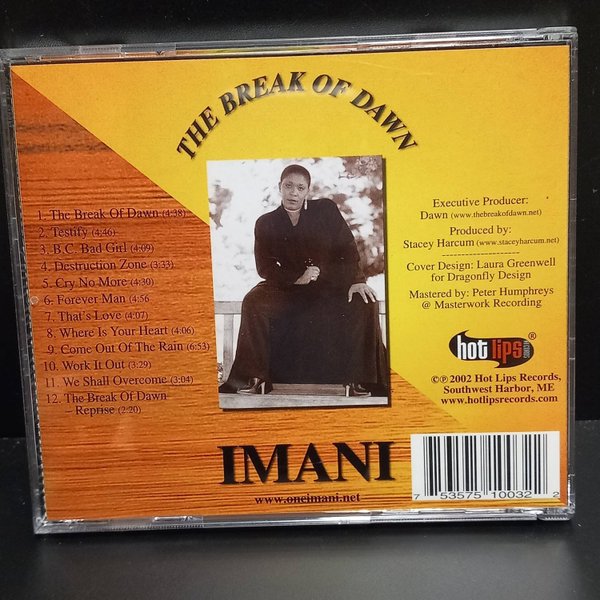 THE BREAK OF DAWN
1. The Break Of Dawn (4:38)
2. Testify (4:46)
3. B.C. Bad Girl (4:09)
4. Destruction Zone (3:33)
5. Cry No More (4:30)
6. Forever Man (4:56
7. That's Love (4:07)
8. Where Is Your Heart (4:06)
9. Come Out Of The Rain (6:53)
10. Work It Out (3:29)
11. We Shall Overcome (3:04)
12. The Break Of Dawn
– Reprise (2:20)
Executive Producer:
Dawn (www.thebreakofdawn.net)
Produced by:
Stacey Harcum (www.staceyharcum.net)
--------------------
Cover Design: Laura Greenwell
for Dragonfly Design
Mastered by: Peter Humphreys
@ Masterwork Recording
hot lips ®
©℗ 2002 Hot Lips Records,
Southwest Harbor, ME
www.hotlipsrecords.com
IMANI
www.oneimani.net
7 53575 10032 2